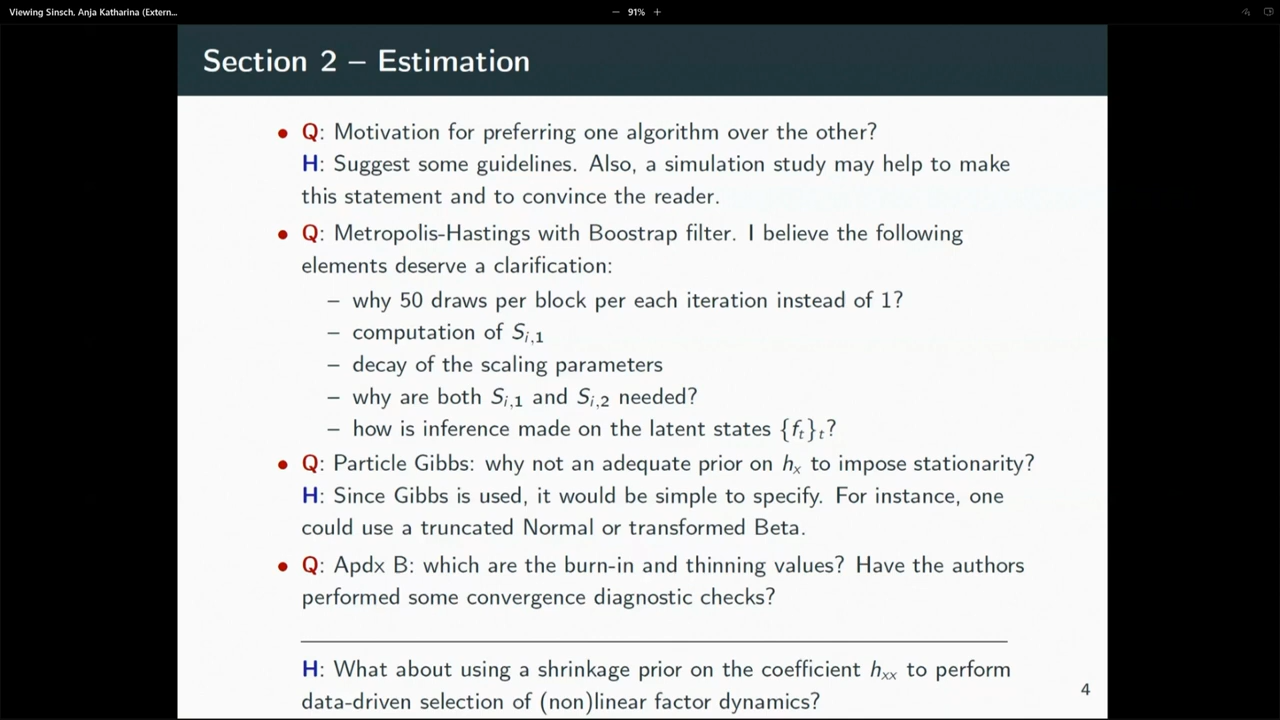 Viewing Sinsch, Anja Katharina (Extern...
− 91% +
Section 2 – Estimation
• Q: Motivation for preferring one algorithm over the other?
H: Suggest some guidelines. Also, a simulation study may help to make
this statement and to convince the reader.
• Q: Metropolis-Hastings with Boostrap filter. I believe the following
elements deserve a clarification:
– why 50 draws per block per each iteration instead of 1?
– computation of S_{i,1}
– decay of the scaling parameters
– why are both S_{i,1} and S_{i,2} needed?
– how is inference made on the latent states {f_t}_t?
• Q: Particle Gibbs: why not an adequate prior on h_x to impose stationarity?
H: Since Gibbs is used, it would be simple to specify. For instance, one
could use a truncated Normal or transformed Beta.
• Q: Apdx B: which are the burn-in and thinning values? Have the authors
performed some convergence diagnostic checks?
H: What about using a shrinkage prior on the coefficient h_{xx} to perform
data-driven selection of (non)linear factor dynamics?
4